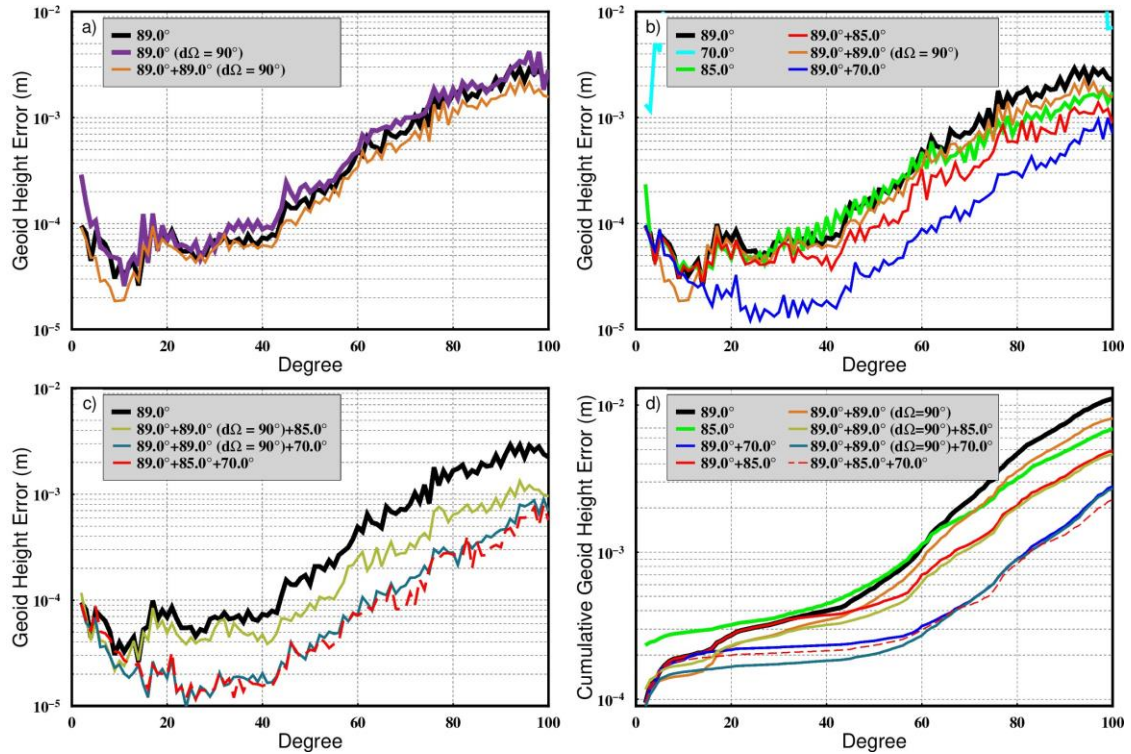 a)
89.0°
89.0° (dΩ = 90°)
89.0°+89.0° (dΩ = 90°)
10⁻²
10⁻³
10⁻⁴
10⁻⁵
Geoid Height Error (m)
0 20 40 60 80 100
Degree
b)
89.0° 89.0°+85.0°
70.0° 89.0°+89.0° (dΩ = 90°)
85.0° 89.0°+70.0°
10⁻²
10⁻³
10⁻⁴
10⁻⁵
Geoid Height Error (m)
0 20 40 60 80 100
Degree
c)
89.0°
89.0°+89.0° (dΩ = 90°)+85.0°
89.0°+89.0° (dΩ = 90°)+70.0°
89.0°+85.0°+70.0°
10⁻²
10⁻³
10⁻⁴
10⁻⁵
Geoid Height Error (m)
0 20 40 60 80 100
Degree
d)
89.0° 89.0°+89.0° (dΩ=90°)
85.0° 89.0°+89.0° (dΩ=90°)+85.0°
89.0°+70.0° 89.0°+89.0° (dΩ=90°)+70.0°
89.0°+85.0° 89.0°+85.0°+70.0°
10⁻²
10⁻³
10⁻⁴
Cumulative Geoid Height Error (m)
0 20 40 60 80 100
Degree